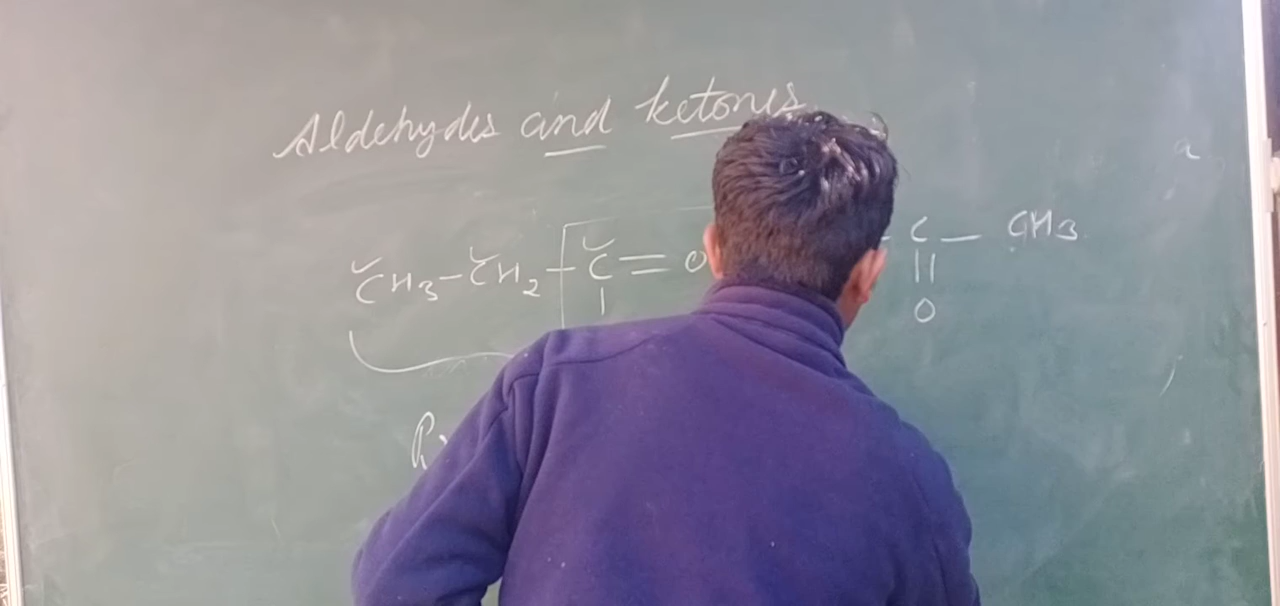 Aldehydes and ketones
CH3-CH2-C=O C-CH3
|
||
O